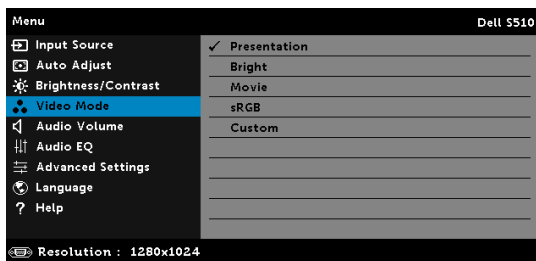 Menu Dell S510
Input Source
Auto Adjust
Brightness/Contrast
Video Mode
Audio Volume
Audio EQ
Advanced Settings
Language
? Help
✓ Presentation
Bright
Movie
sRGB
Custom
Resolution : 1280x1024